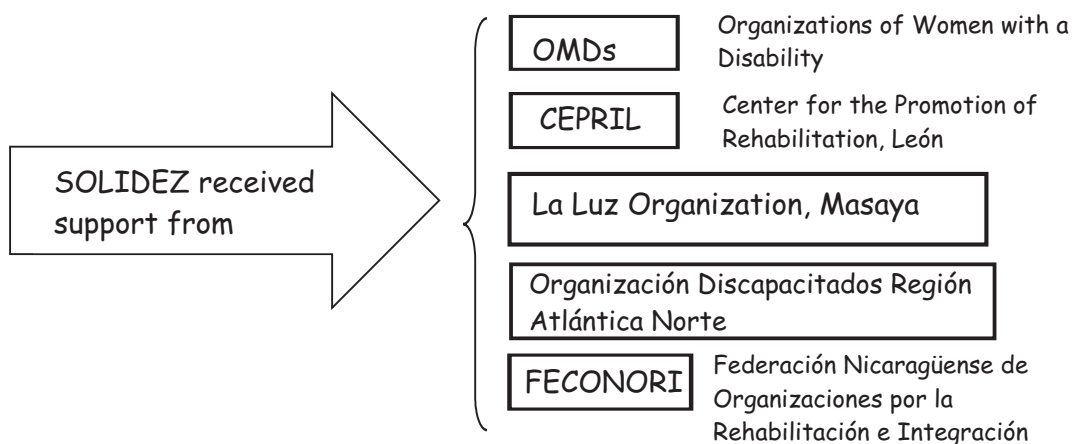 SOLIDEZ received
support from
OMDs
Organizations of Women with a
Disability
CEPRIL
Center for the Promotion of
Rehabilitation, León
La Luz Organization, Masaya
Organización Discapacitados Región
Atlántica Norte
FECONORI
Federación Nicaragüense de
Organizaciones por la
Rehabilitación e Integración